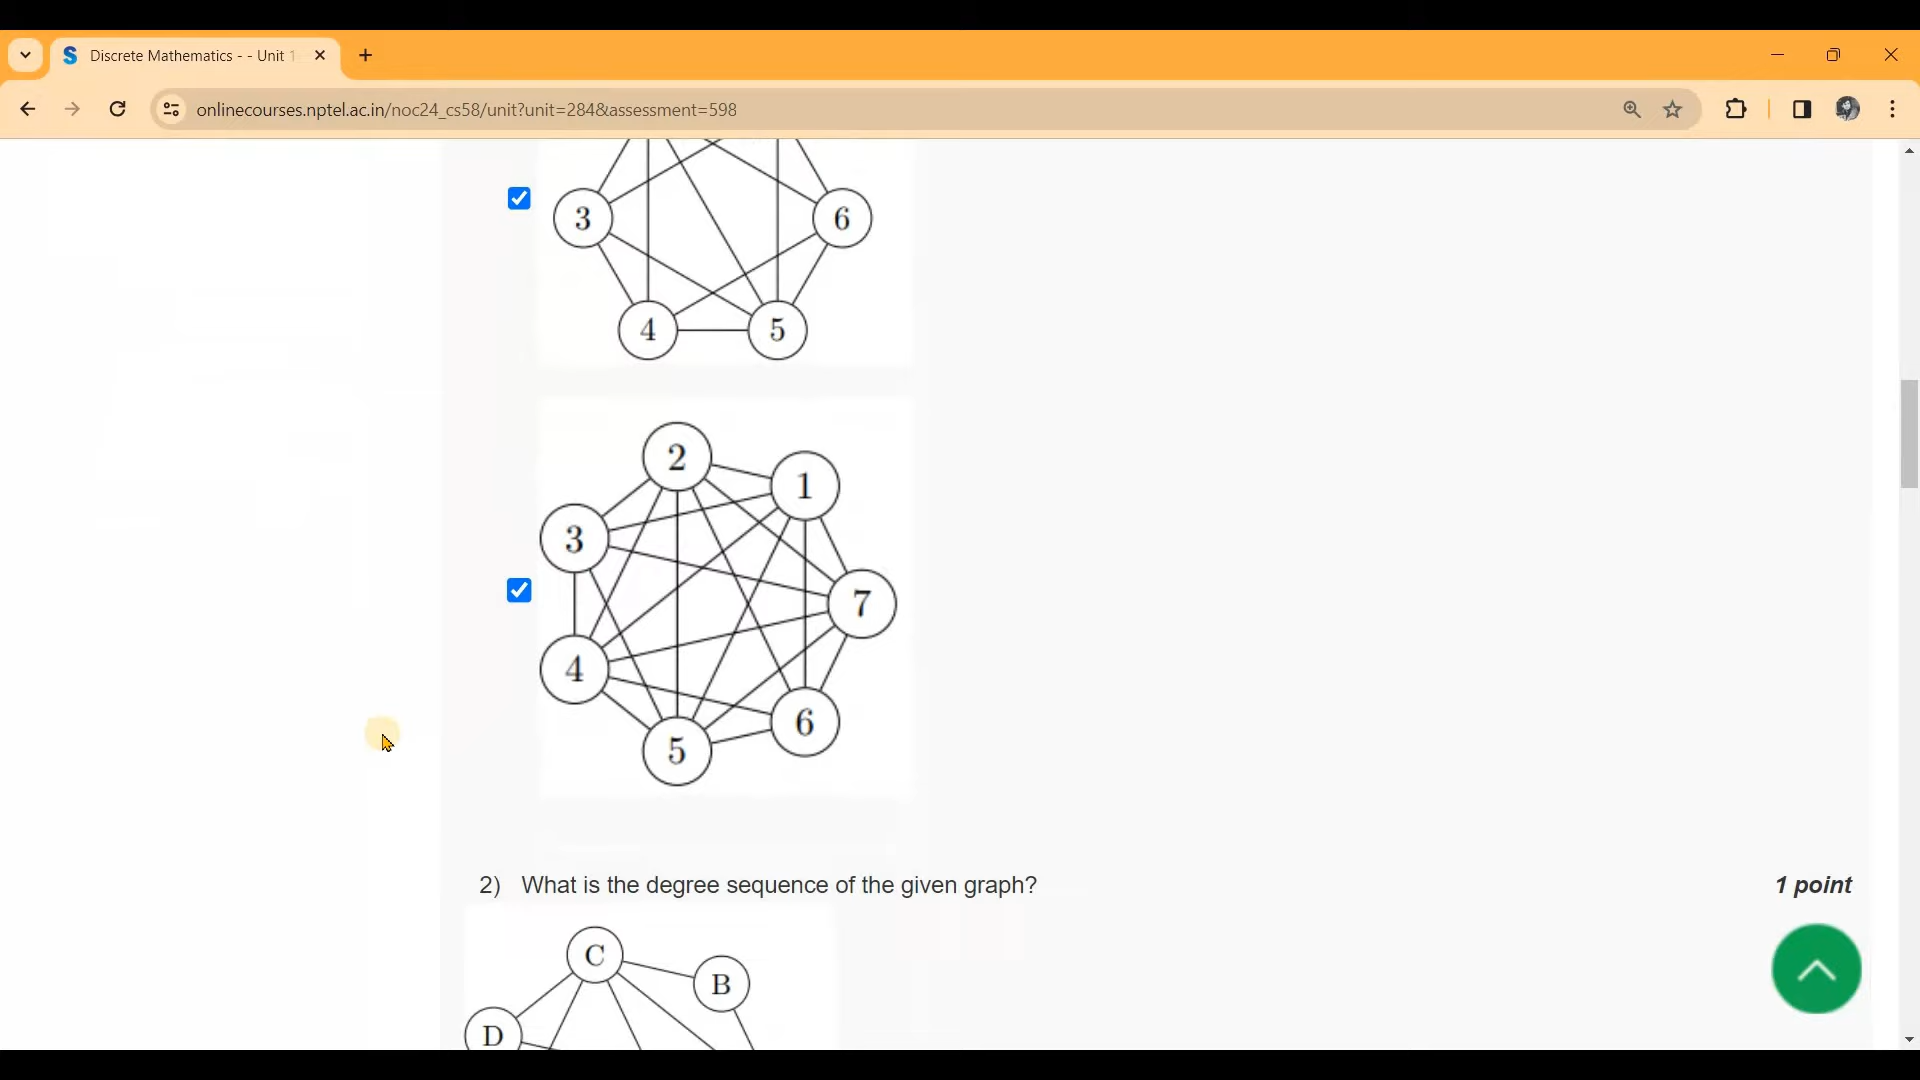 Discrete Mathematics - - Unit 1
onlinecourses.nptel.ac.in/noc24_cs58/unit?unit=284&assessment=598
3
6
4
5
2
1
3
7
4
6
5
2) What is the degree sequence of the given graph? 1 point
C
B
D